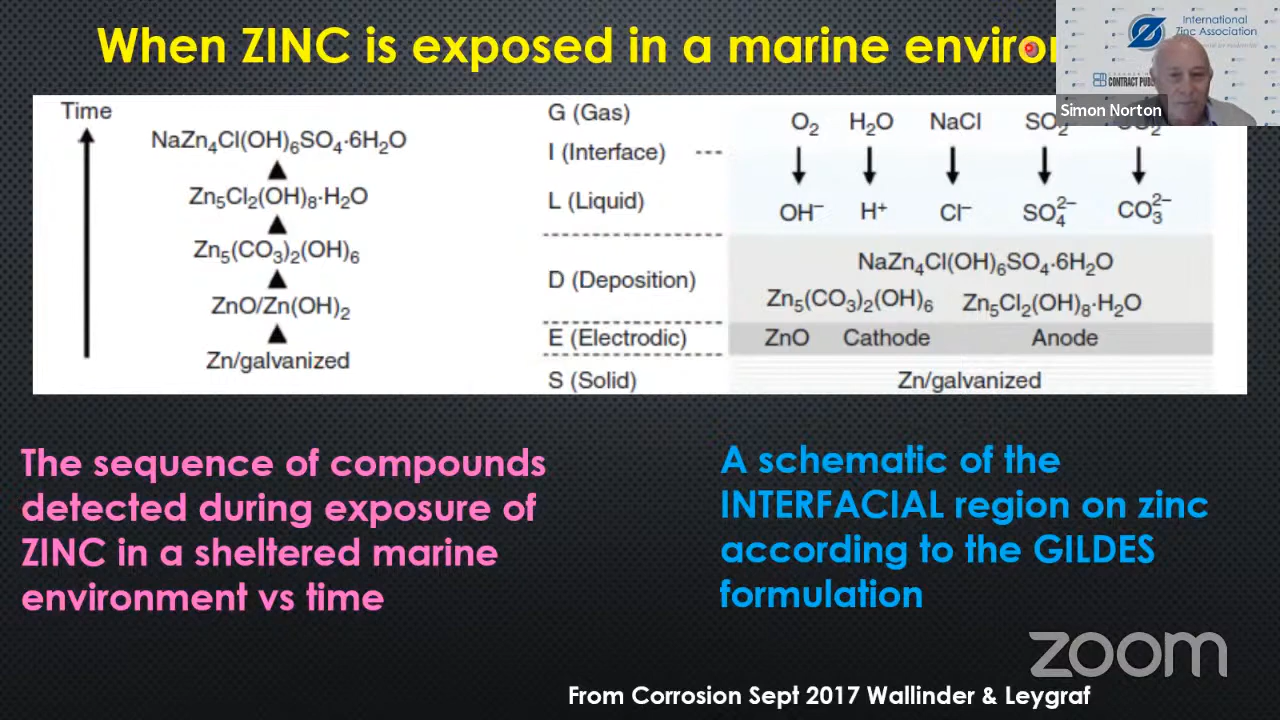 When ZINC is exposed in a marine enviro
International
Zinc Association
Simon Norton
Time
NaZn₄Cl(OH)₆SO₄·6H₂O
Zn₅Cl₂(OH)₈·H₂O
Zn₅(CO₃)₂(OH)₆
ZnO/Zn(OH)₂
Zn/galvanized
G (Gas)
I (Interface)
L (Liquid)
D (Deposition)
E (Electrodic)
S (Solid)
O₂ H₂O NaCl SO₂
OH⁻ H⁺ Cl⁻ SO₄²⁻ CO₃²⁻
NaZn₄Cl(OH)₆SO₄·6H₂O
Zn₅(CO₃)₂(OH)₆ Zn₅Cl₂(OH)₈·H₂O
ZnO Cathode Anode
Zn/galvanized
The sequence of compounds
detected during exposure of
ZINC in a sheltered marine
environment vs time
A schematic of the
INTERFACIAL region on zinc
according to the GILDES
formulation
zoom
From Corrosion Sept 2017 Wallinder & Leygraf